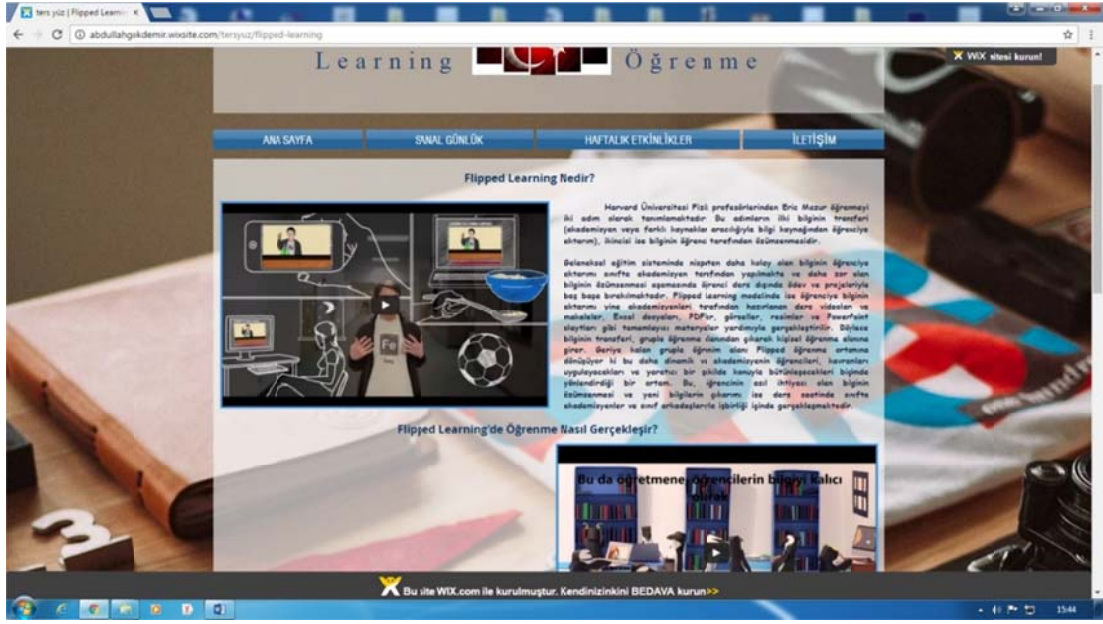 ters yüz | Flipped Learnin
abdullahgokdemir.wixsite.com/tersyuz/flipped-learning
Learning Öğrenme
WIX sitesi kurun!
ANA SAYFA SANAL GÜNLÜK HAFTALIK ETKİNLİKLER İLETİŞİM
Flipped Learning Nedir?
Harvard Üniversitesi Fizik profesörlerinden Eric Mazur öğrenmeyi
iki adım olarak tanımlamaktadır Bu adımların ilki bilginin transferi
(akademisyen veya farklı kaynaklar aracılığıyla bilgi kaynağından öğrenciye
aktarım), ikincisi ise bilginin öğrenci tarafından özümsenmesidir.
Geleneksel eğitim sisteminde nispeten daha kolay olan bilginin öğrenciye
aktarımı sınıfta akademisyen tarafından yapılmakta ve daha zor olan
bilginin özümsenmesi aşamasında öğrenci ders dışında ödev ve projeleriyle
baş başa bırakılmaktadır. Flipped learning modelinde ise öğrenciye bilginin
aktarımı yine akademisyenleri tarafından hazırlanan ders videoları ve
makaleler, Excel dosyaları, PDF'ler, görseller, resimler ve PowerPoint
slaytları gibi tamamlayıcı materyaler yardımıyla gerçekleştirilir. Böylece
bilginin transferi, grupla öğrenme alanından çıkarak kişisel öğrenme alanına
girer. Geriye kalan grupla öğrenim alanı Flipped öğrenme ortamına
dönüşüyor ki bu daha dinamik ve akademisyenin öğrencileri, kavramları
uygulayacakları ve yaratıcı bir şekilde konuyla bütünleşecekleri biçimde
yönlendirdiği bir ortam. Bu, öğrencinin asıl ihtiyacı olan bilginin
özümsenmesi ve yeni bilgilerin çıkarımı ise ders saatinde sınıfta
akademisyenler ve sınıf arkadaşlarıyla işbirliği içinde gerçekleşmektedir.
Fe
Flipped Learning'de Öğrenme Nasıl Gerçekleşir?
Bu da öğretmene, öğrencilerin bilgiyi kalıcı
olarak
3
Bu site WIX.com ile kurulmuştur. Kendinizinkini BEDAVA kurun>>
15:44